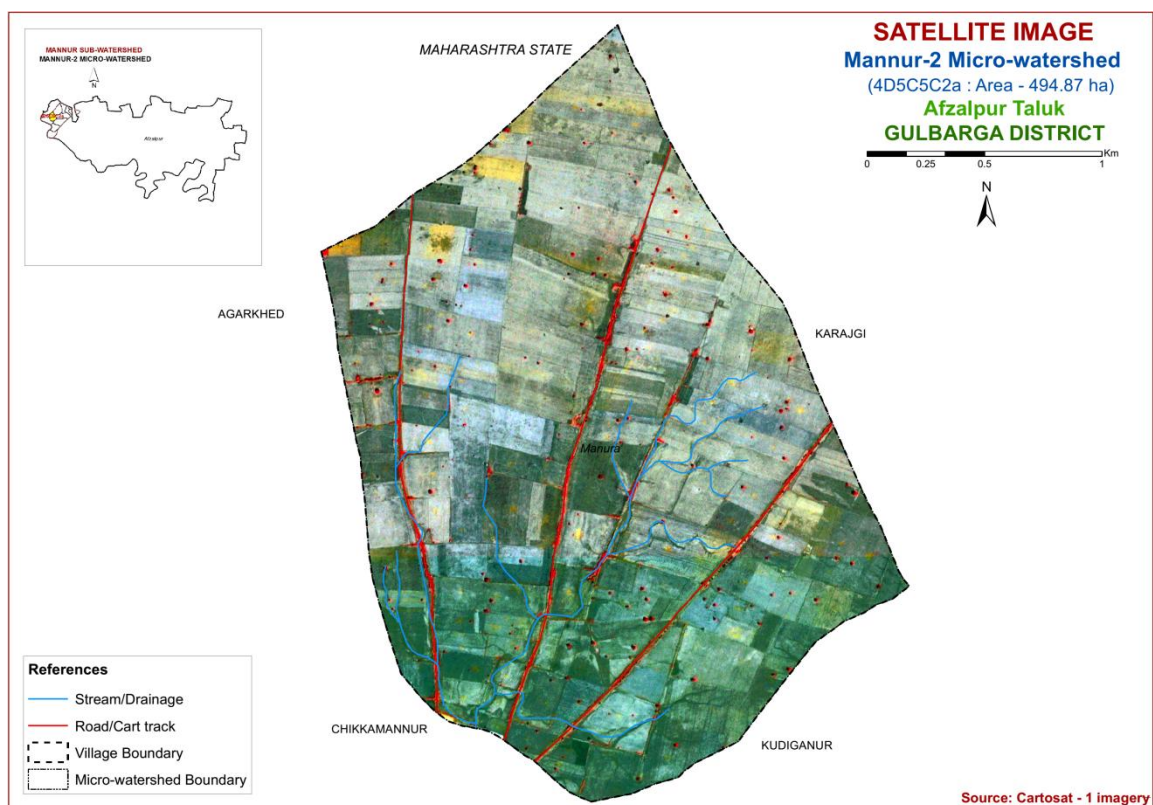 MANNUR SUB-WATERSHED
MANNUR-2 MICRO-WATERSHED
N
Afzalpur
MAHARASHTRA STATE
SATELLITE IMAGE
Mannur-2 Micro-watershed
(4D5C5C2a : Area - 494.87 ha)
Afzalpur Taluk
GULBARGA DISTRICT
Km
0 0.25 0.5 1
N
AGARKHED
KARAJGI
Manura
CHIKKAMANNUR
KUDIGANUR
References
Stream/Drainage
Road/Cart track
Village Boundary
Micro-watershed Boundary
Source: Cartosat - 1 imagery